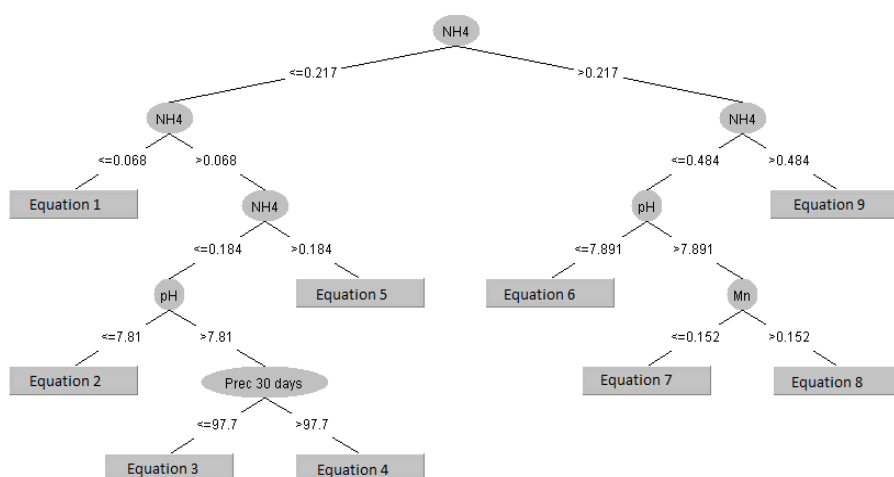 NH4
<=0.217 >0.217
NH4 NH4
<=0.068 >0.068 <=0.484 >0.484
Equation 1 NH4 pH Equation 9
<=0.184 >0.184 <=7.891 >7.891
pH Equation 5 Equation 6 Mn
<=7.81 >7.81 <=0.152 >0.152
Equation 2 Prec 30 days Equation 7 Equation 8
<=97.7 >97.7
Equation 3 Equation 4